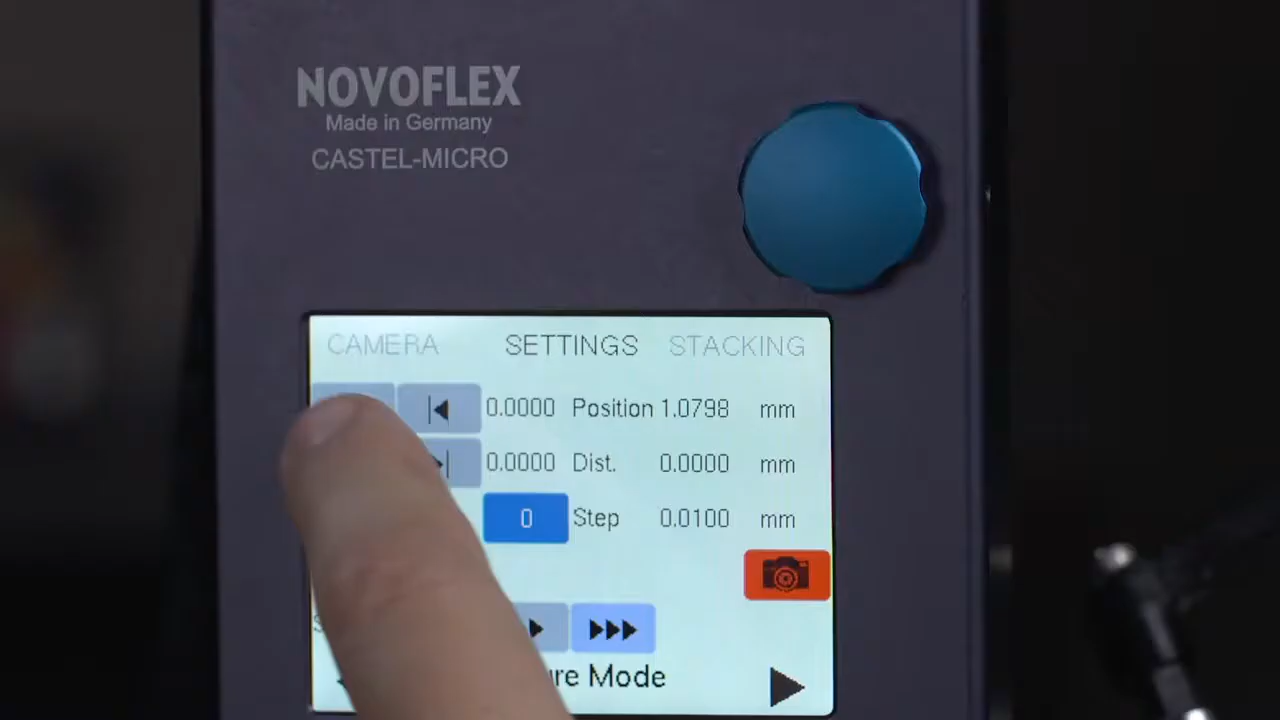 NOVOFLEX
Made in Germany
CASTEL-MICRO
CAMERA SETTINGS STACKING
0.0000 Position 1.0798 mm
0.0000 Dist. 0.0000 mm
0 Step 0.0100 mm
Mode